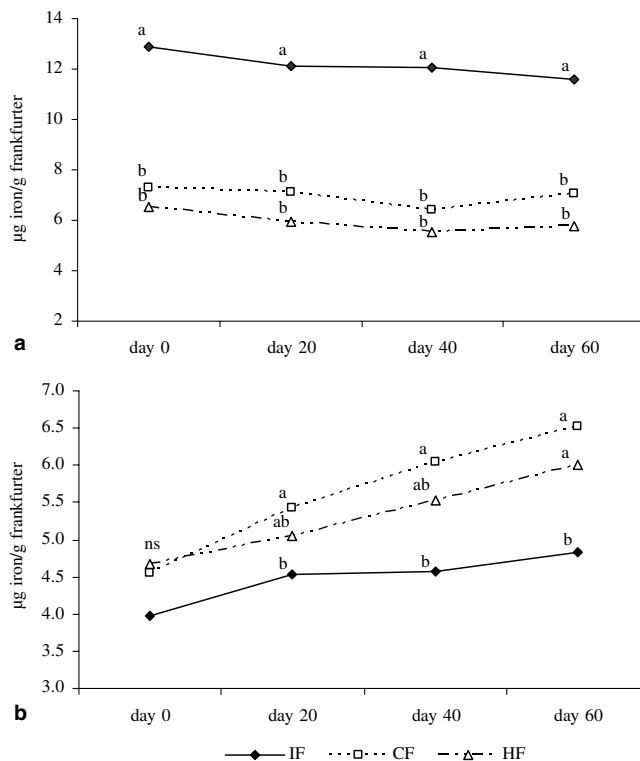 14
a
12
a
a
a
10
8
b
b
b
b
b
6
b
b
b
4
2
µg iron/g frankfurter
a
day 0 day 20 day 40 day 60
7.0
a
6.5
a
6.0
a
a
5.5
ab
ab
5.0
ns
b
b
b
4.5
4.0
3.5
3.0
µg iron/g frankfurter
b
day 0 day 20 day 40 day 60
IF CF HF